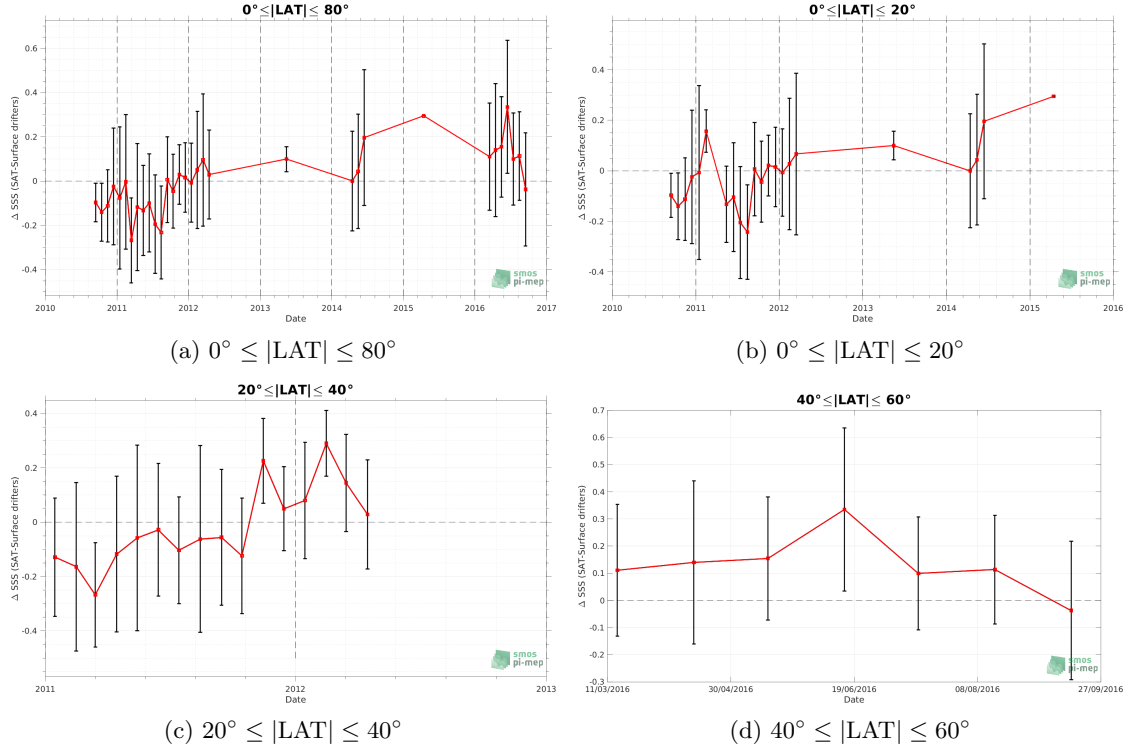 0°≤|LAT|≤ 80°
Δ SSS (SAT-Surface drifters)
0.6
0.4
0.2
0
-0.2
-0.4
2010 2011 2012 2013 2014 2015 2016 2017
Date
smos
pi-mep
(a) 0° ≤ |LAT| ≤ 80°
0°≤|LAT|≤ 20°
Δ SSS (SAT-Surface drifters)
0.4
0.2
0
-0.2
-0.4
2010 2011 2012 2013 2014 2015 2016
Date
smos
pi-mep
(b) 0° ≤ |LAT| ≤ 20°
20°≤|LAT|≤ 40°
Δ SSS (SAT-Surface drifters)
0.4
0.2
0
-0.2
-0.4
2011 2012 2013
Date
smos
pi-mep
(c) 20° ≤ |LAT| ≤ 40°
40°≤|LAT|≤ 60°
Δ SSS (SAT-Surface drifters)
0.7
0.6
0.5
0.4
0.3
0.2
0.1
0
-0.1
-0.2
-0.3
11/03/2016 30/04/2016 19/06/2016 08/08/2016 27/09/2016
Date
smos
pi-mep
(d) 40° ≤ |LAT| ≤ 60°